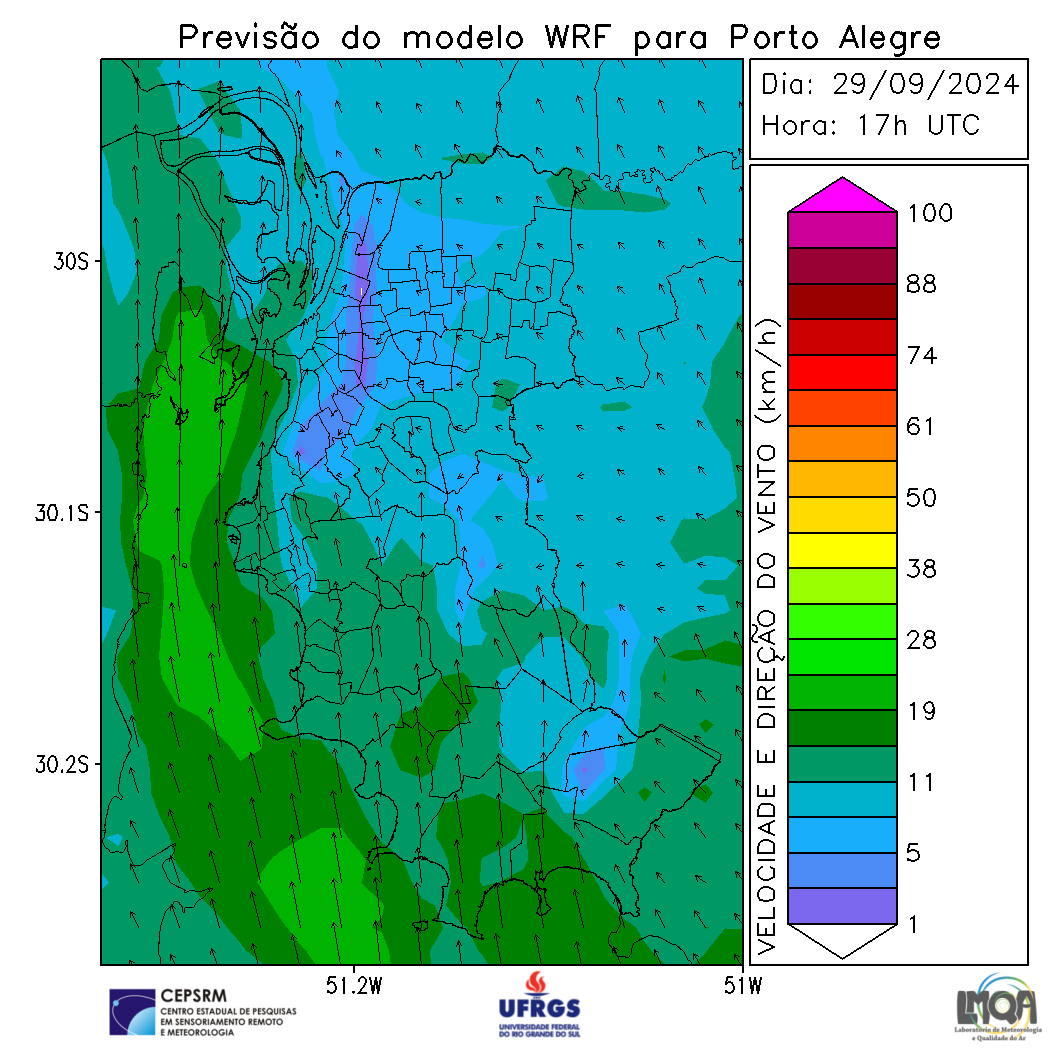 Previsão do modelo WRF para Porto Alegre
Dia: 29/09/2024
Hora: 17h UTC
30S
30.1S
30.2S
51.2W
51W
VELOCIDADE E DIREÇÃO DO VENTO (km/h)
100
88
74
61
50
38
28
19
11
5
1
CEPSRM
CENTRO ESTADUAL DE PESQUISAS
EM SENSORIAMENTO REMOTO
E METEOROLOGIA
UFRGS
UNIVERSIDADE FEDERAL
DO RIO GRANDE DO SUL
LMQA
Laboratório de Meteorologia
e Qualidade do Ar